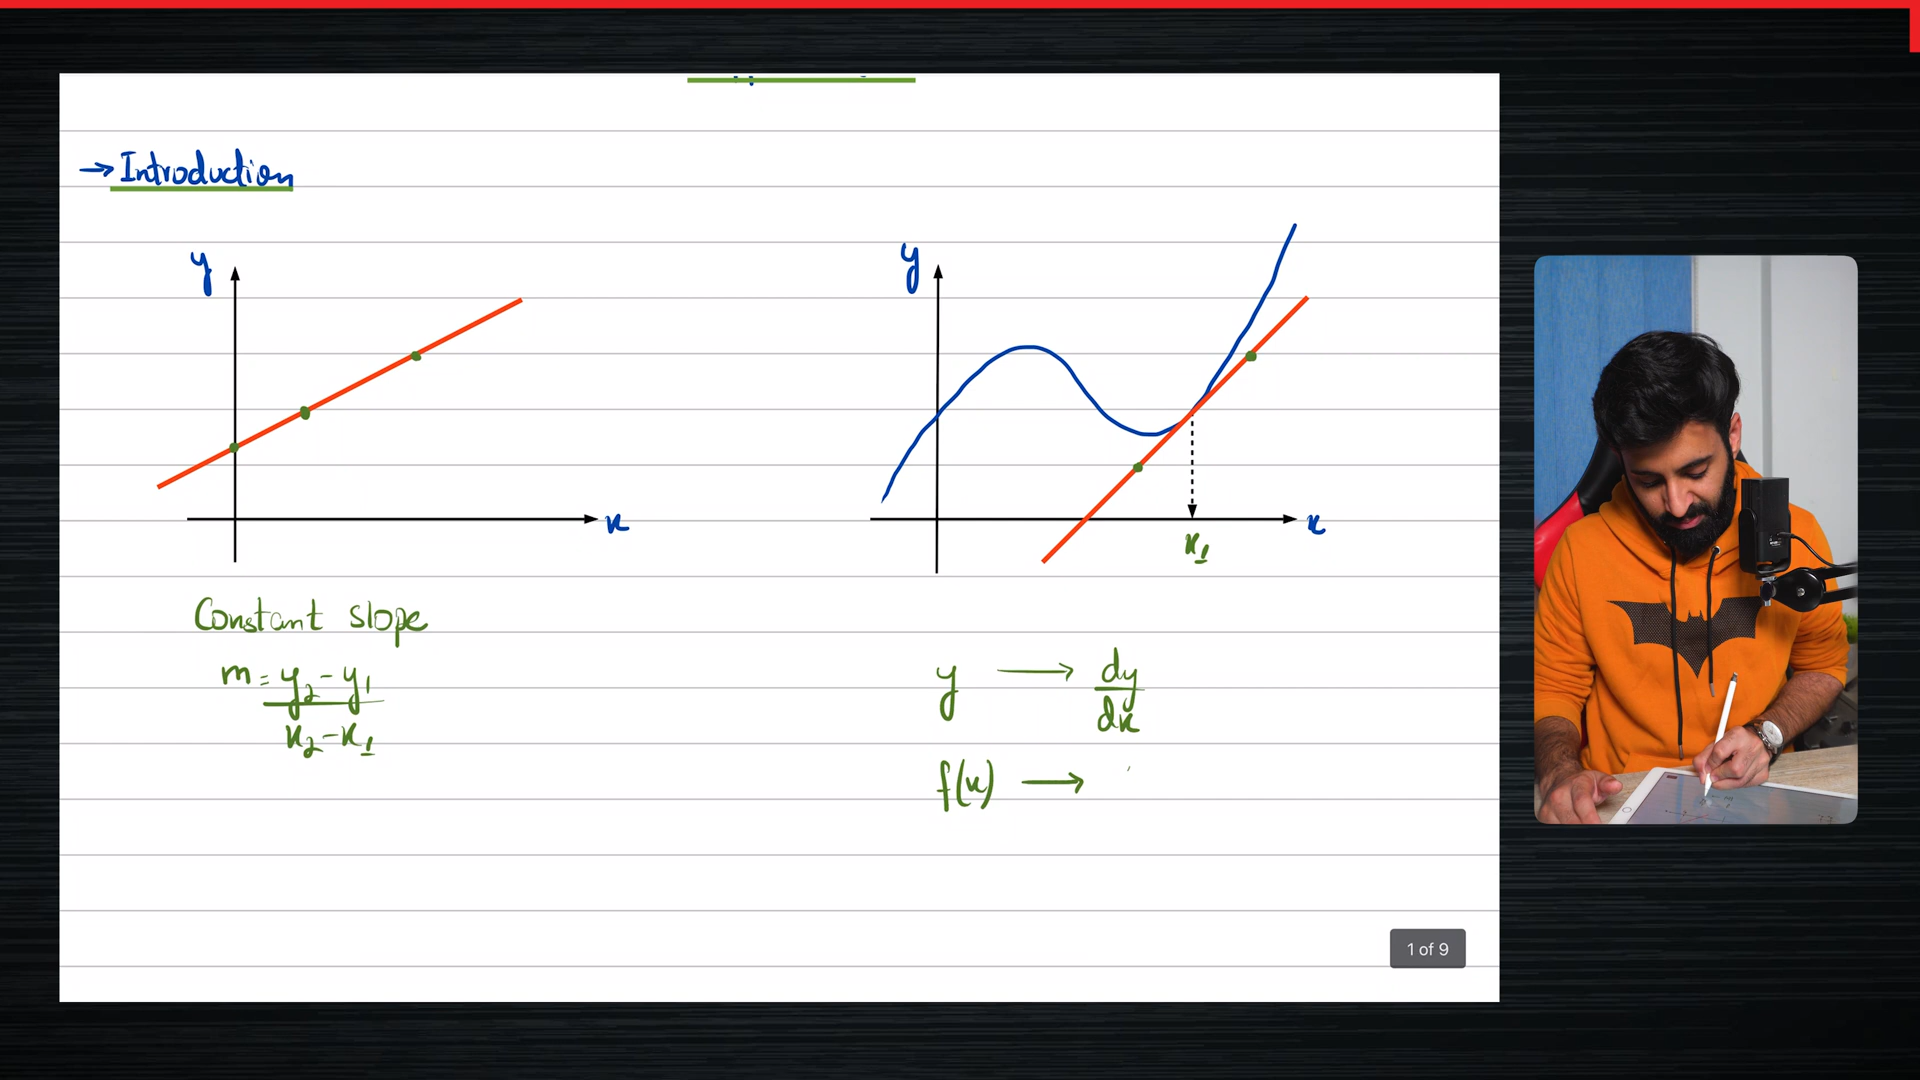 → Introduction
y
x
y
x₁
x
Constant slope
m = y₂ - y₁
x₂ - x₁
y → dy
dx
f(x) →
1 of 9